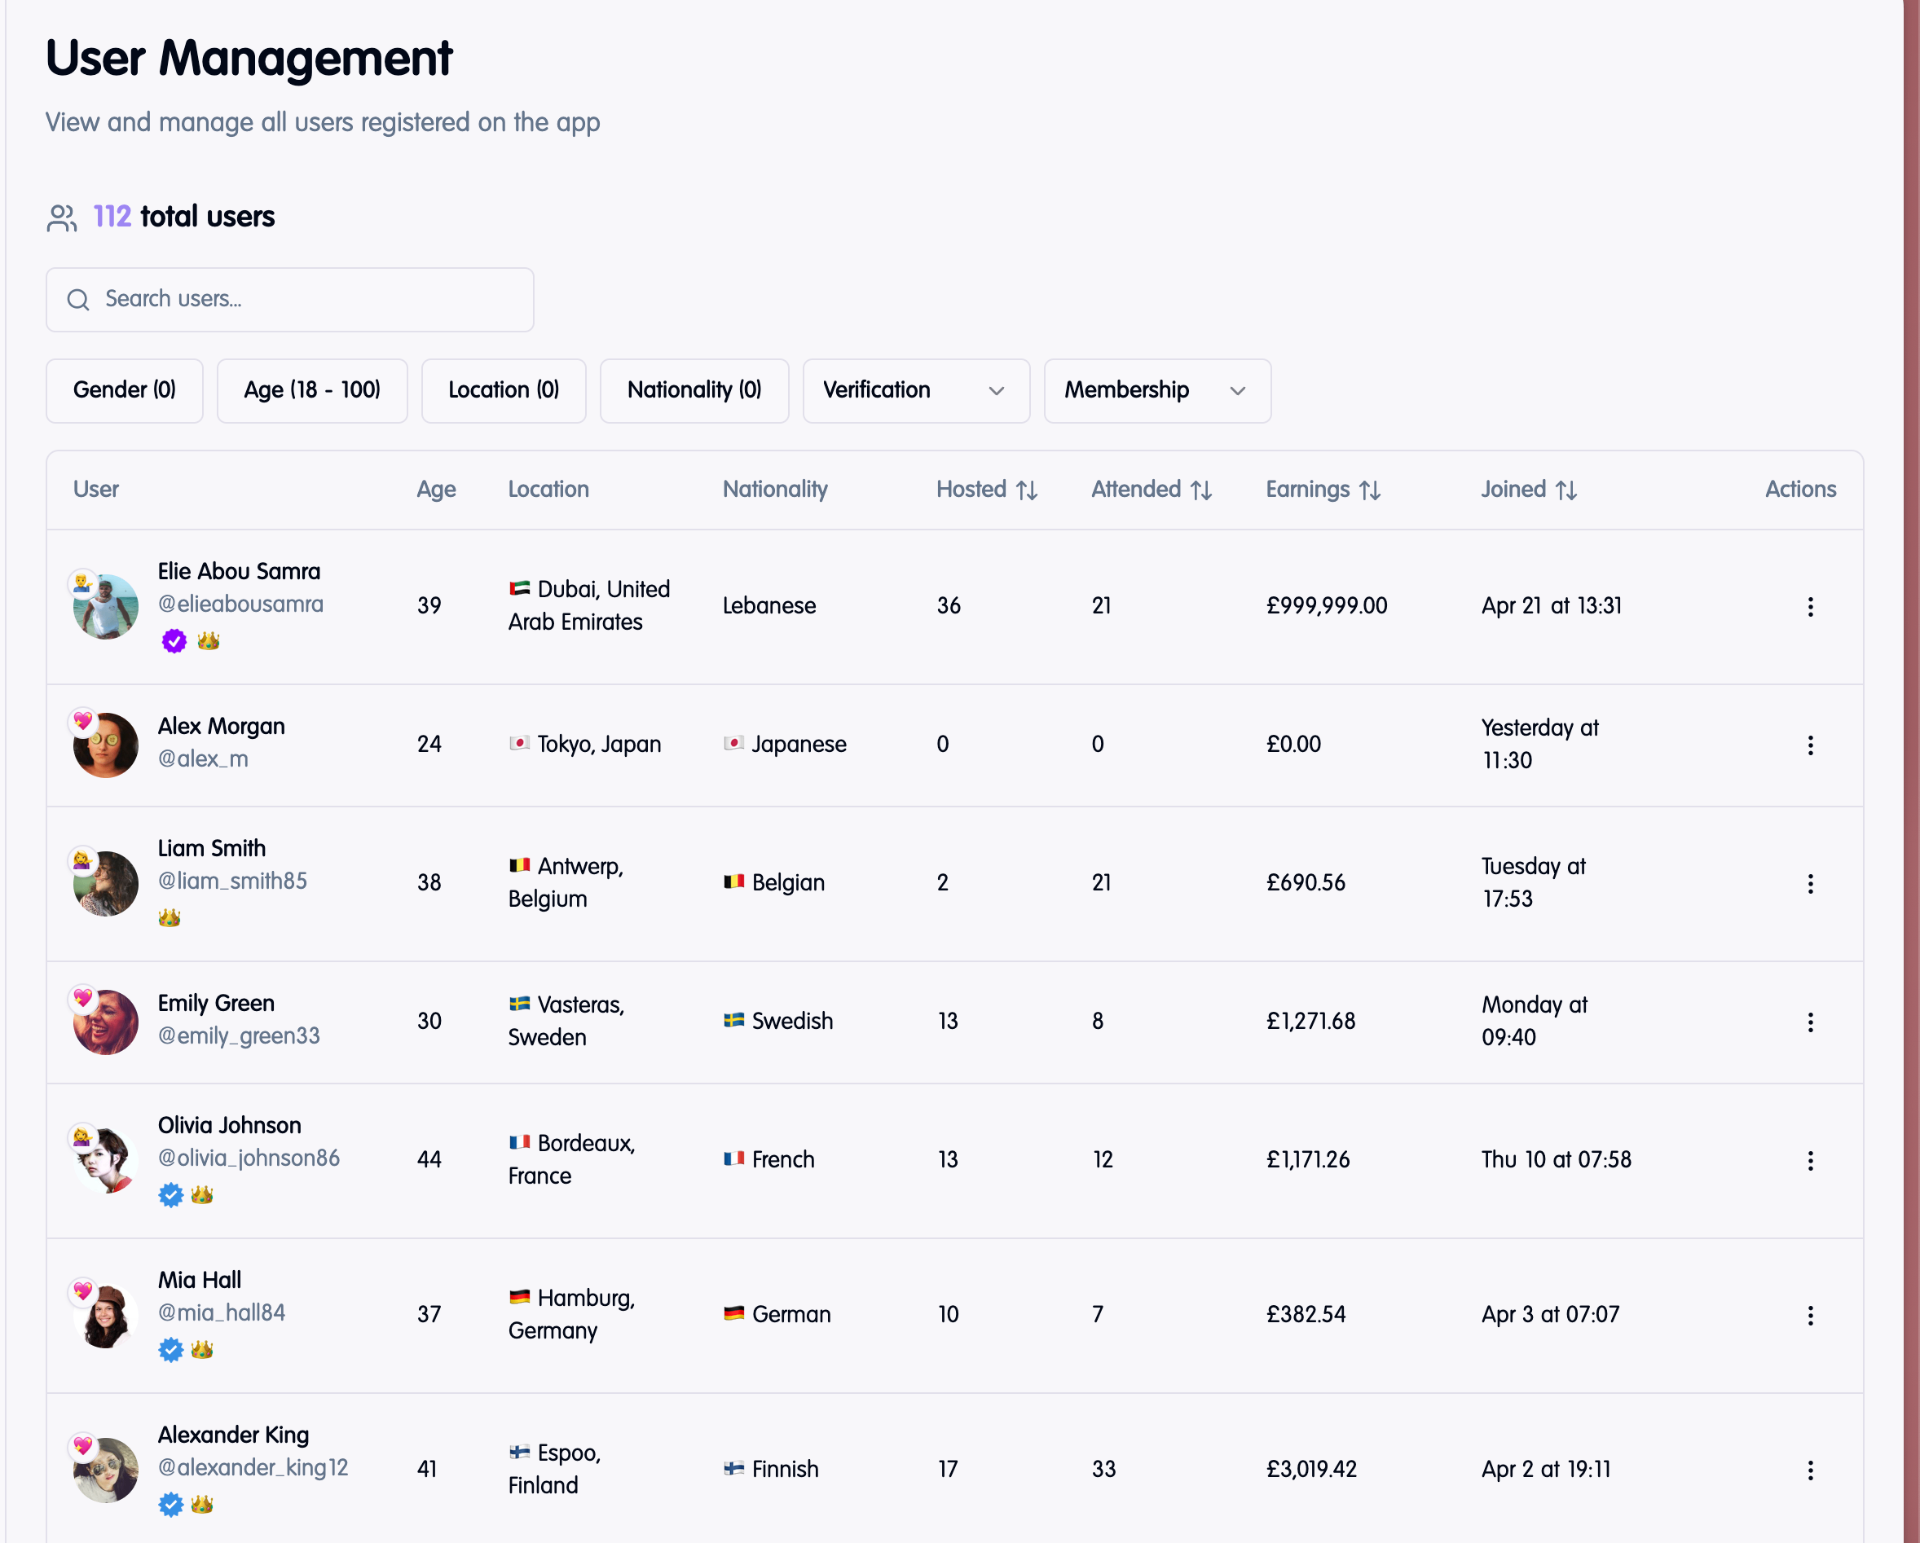 User Management
View and manage all users registered on the app
112 total users
Search users...
Gender (0) Age (18 - 100) Location (0) Nationality (0) Verification Membership
User Age Location Nationality Hosted Attended Earnings Joined Actions
Elie Abou Samra
@elieabousamra
39
Dubai, United
Arab Emirates
Lebanese
36
21
£999,999.00
Apr 21 at 13:31
Alex Morgan
@alex_m
24
Tokyo, Japan
Japanese
0
0
£0.00
Yesterday at
11:30
Liam Smith
@liam_smith85
38
Antwerp,
Belgium
Belgian
2
21
£690.56
Tuesday at
17:53
Emily Green
@emily_green33
30
Vasteras,
Sweden
Swedish
13
8
£1,271.68
Monday at
09:40
Olivia Johnson
@olivia_johnson86
44
Bordeaux,
France
French
13
12
£1,171.26
Thu 10 at 07:58
Mia Hall
@mia_hall84
37
Hamburg,
Germany
German
10
7
£382.54
Apr 3 at 07:07
Alexander King
@alexander_king12
41
Espoo,
Finland
Finnish
17
33
£3,019.42
Apr 2 at 19:11